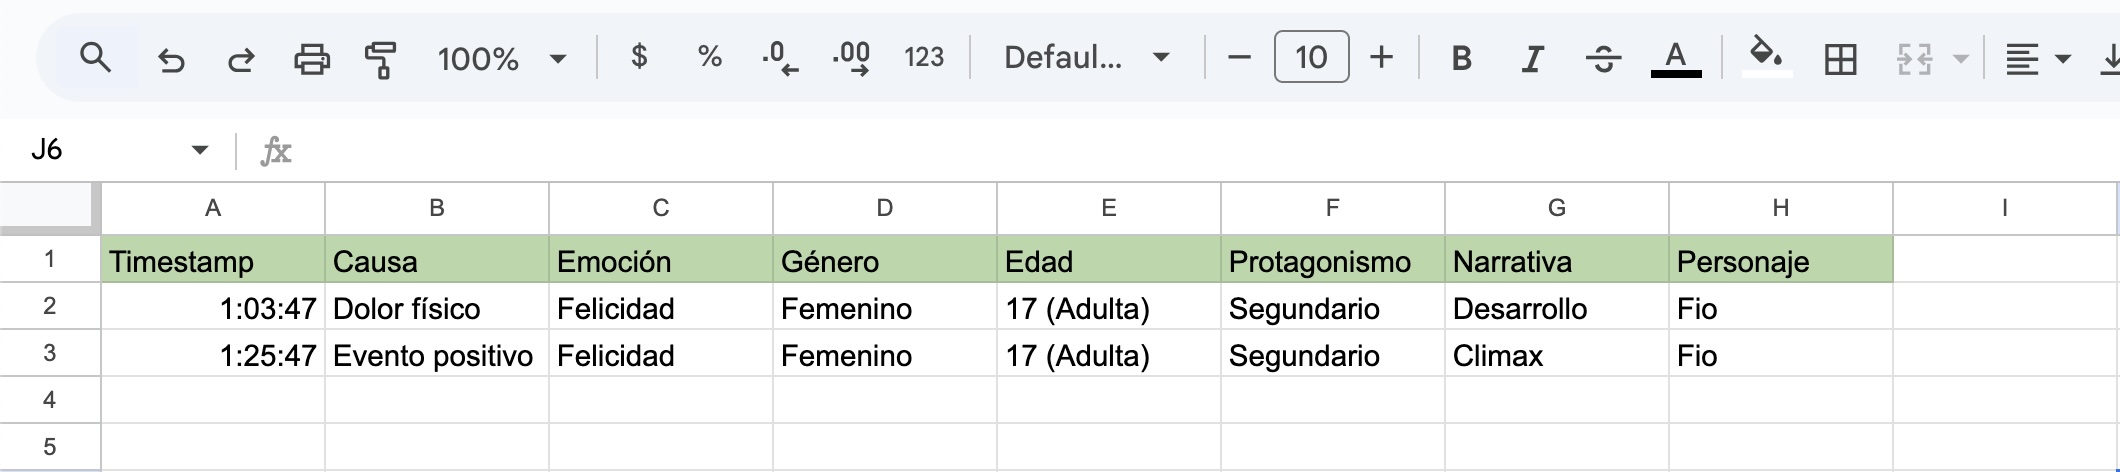 100% $ % .0 .00 123 Defaul... 10 B I A
J6 fx
A B C D E F G H I
1 Timestamp Causa Emoción Género Edad Protagonismo Narrativa Personaje
2 1:03:47 Dolor físico Felicidad Femenino 17 (Adulta) Segundario Desarrollo Fio
3 1:25:47 Evento positivo Felicidad Femenino 17 (Adulta) Segundario Climax Fio
4
5